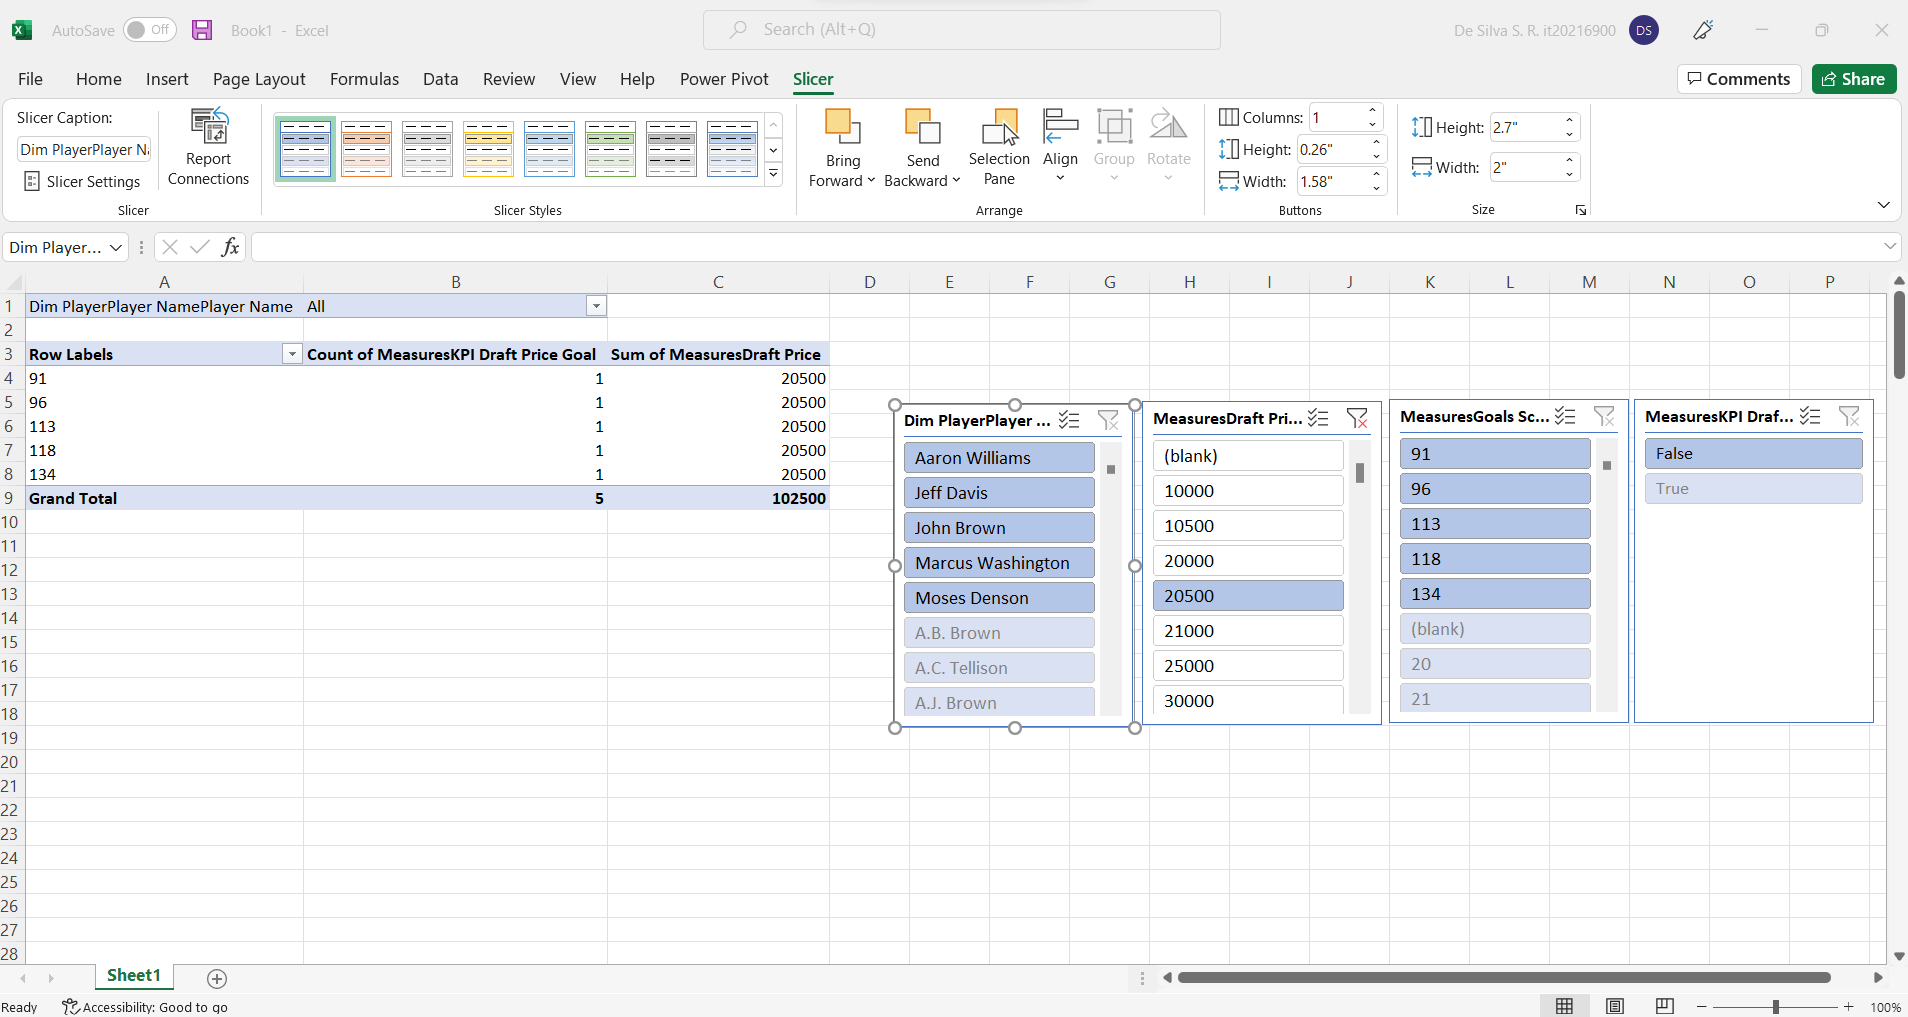 AutoSave Off Book1 - Excel Search (Alt+Q) De Silva S. R. it20216900 DS
File Home Insert Page Layout Formulas Data Review View Help Power Pivot Slicer Comments Share
Slicer Caption:
Dim PlayerPlayer Na
Slicer Settings
Report
Connections
Slicer
Slicer Styles
Bring
Forward
Send
Backward
Selection
Pane
Align
Group
Rotate
Arrange
Columns: 1
Height: 0.26"
Width: 1.58"
Buttons
Height: 2.7"
Width: 2"
Size
Dim Player... fx
A B C D E F G H I J K L M N O P
1 Dim PlayerPlayer NamePlayer Name All
2
3 Row Labels Count of MeasuresKPI Draft Price Goal Sum of MeasuresDraft Price
4 91 1 20500
5 96 1 20500
6 113 1 20500
7 118 1 20500
8 134 1 20500
9 Grand Total 5 102500
10
11
12
13
14
15
16
17
18
19
20
21
22
23
24
25
26
27
28
Dim PlayerPlayer ...
Aaron Williams
Jeff Davis
John Brown
Marcus Washington
Moses Denson
A.B. Brown
A.C. Tellison
A.J. Brown
MeasuresDraft Pri...
(blank)
10000
10500
20000
20500
21000
25000
30000
MeasuresGoals Sc...
91
96
113
118
134
(blank)
20
21
MeasuresKPI Draf...
False
True
Sheet1
Ready Accessibility: Good to go 100%